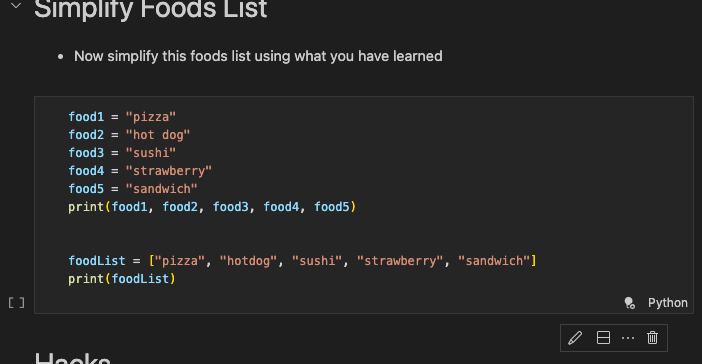 Simplify Foods List
• Now simplify this foods list using what you have learned
food1 = "pizza"
food2 = "hot dog"
food3 = "sushi"
food4 = "strawberry"
food5 = "sandwich"
print(food1, food2, food3, food4, food5)
foodList = ["pizza", "hotdog", "sushi", "strawberry", "sandwich"]
print(foodList)
[ ]
Python
Hacks